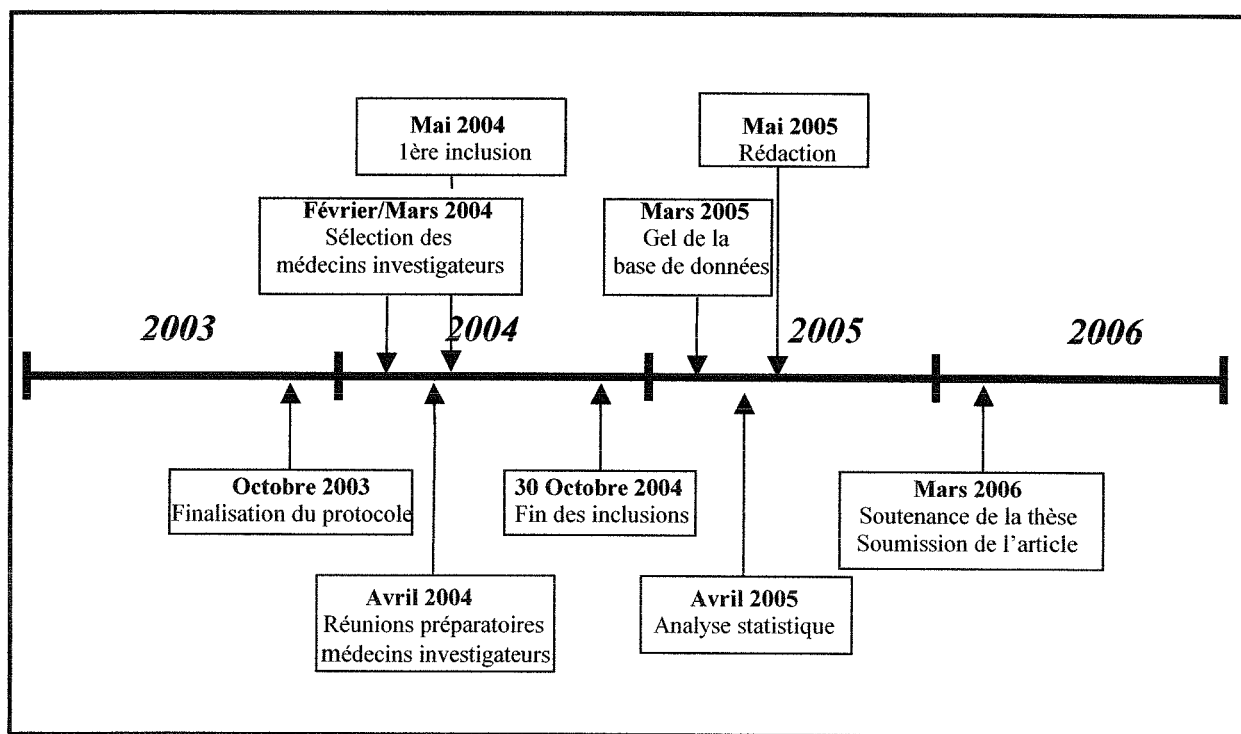 Mai 2004
1ère inclusion
Mai 2005
Rédaction
Février/Mars 2004
Sélection des
médecins investigateurs
Mars 2005
Gel de la
base de données
2003
2004
2005
2006
Octobre 2003
Finalisation du protocole
30 Octobre 2004
Fin des inclusions
Mars 2006
Soutenance de la thèse
Soumission de l'article
Avril 2004
Réunions préparatoires
médecins investigateurs
Avril 2005
Analyse statistique